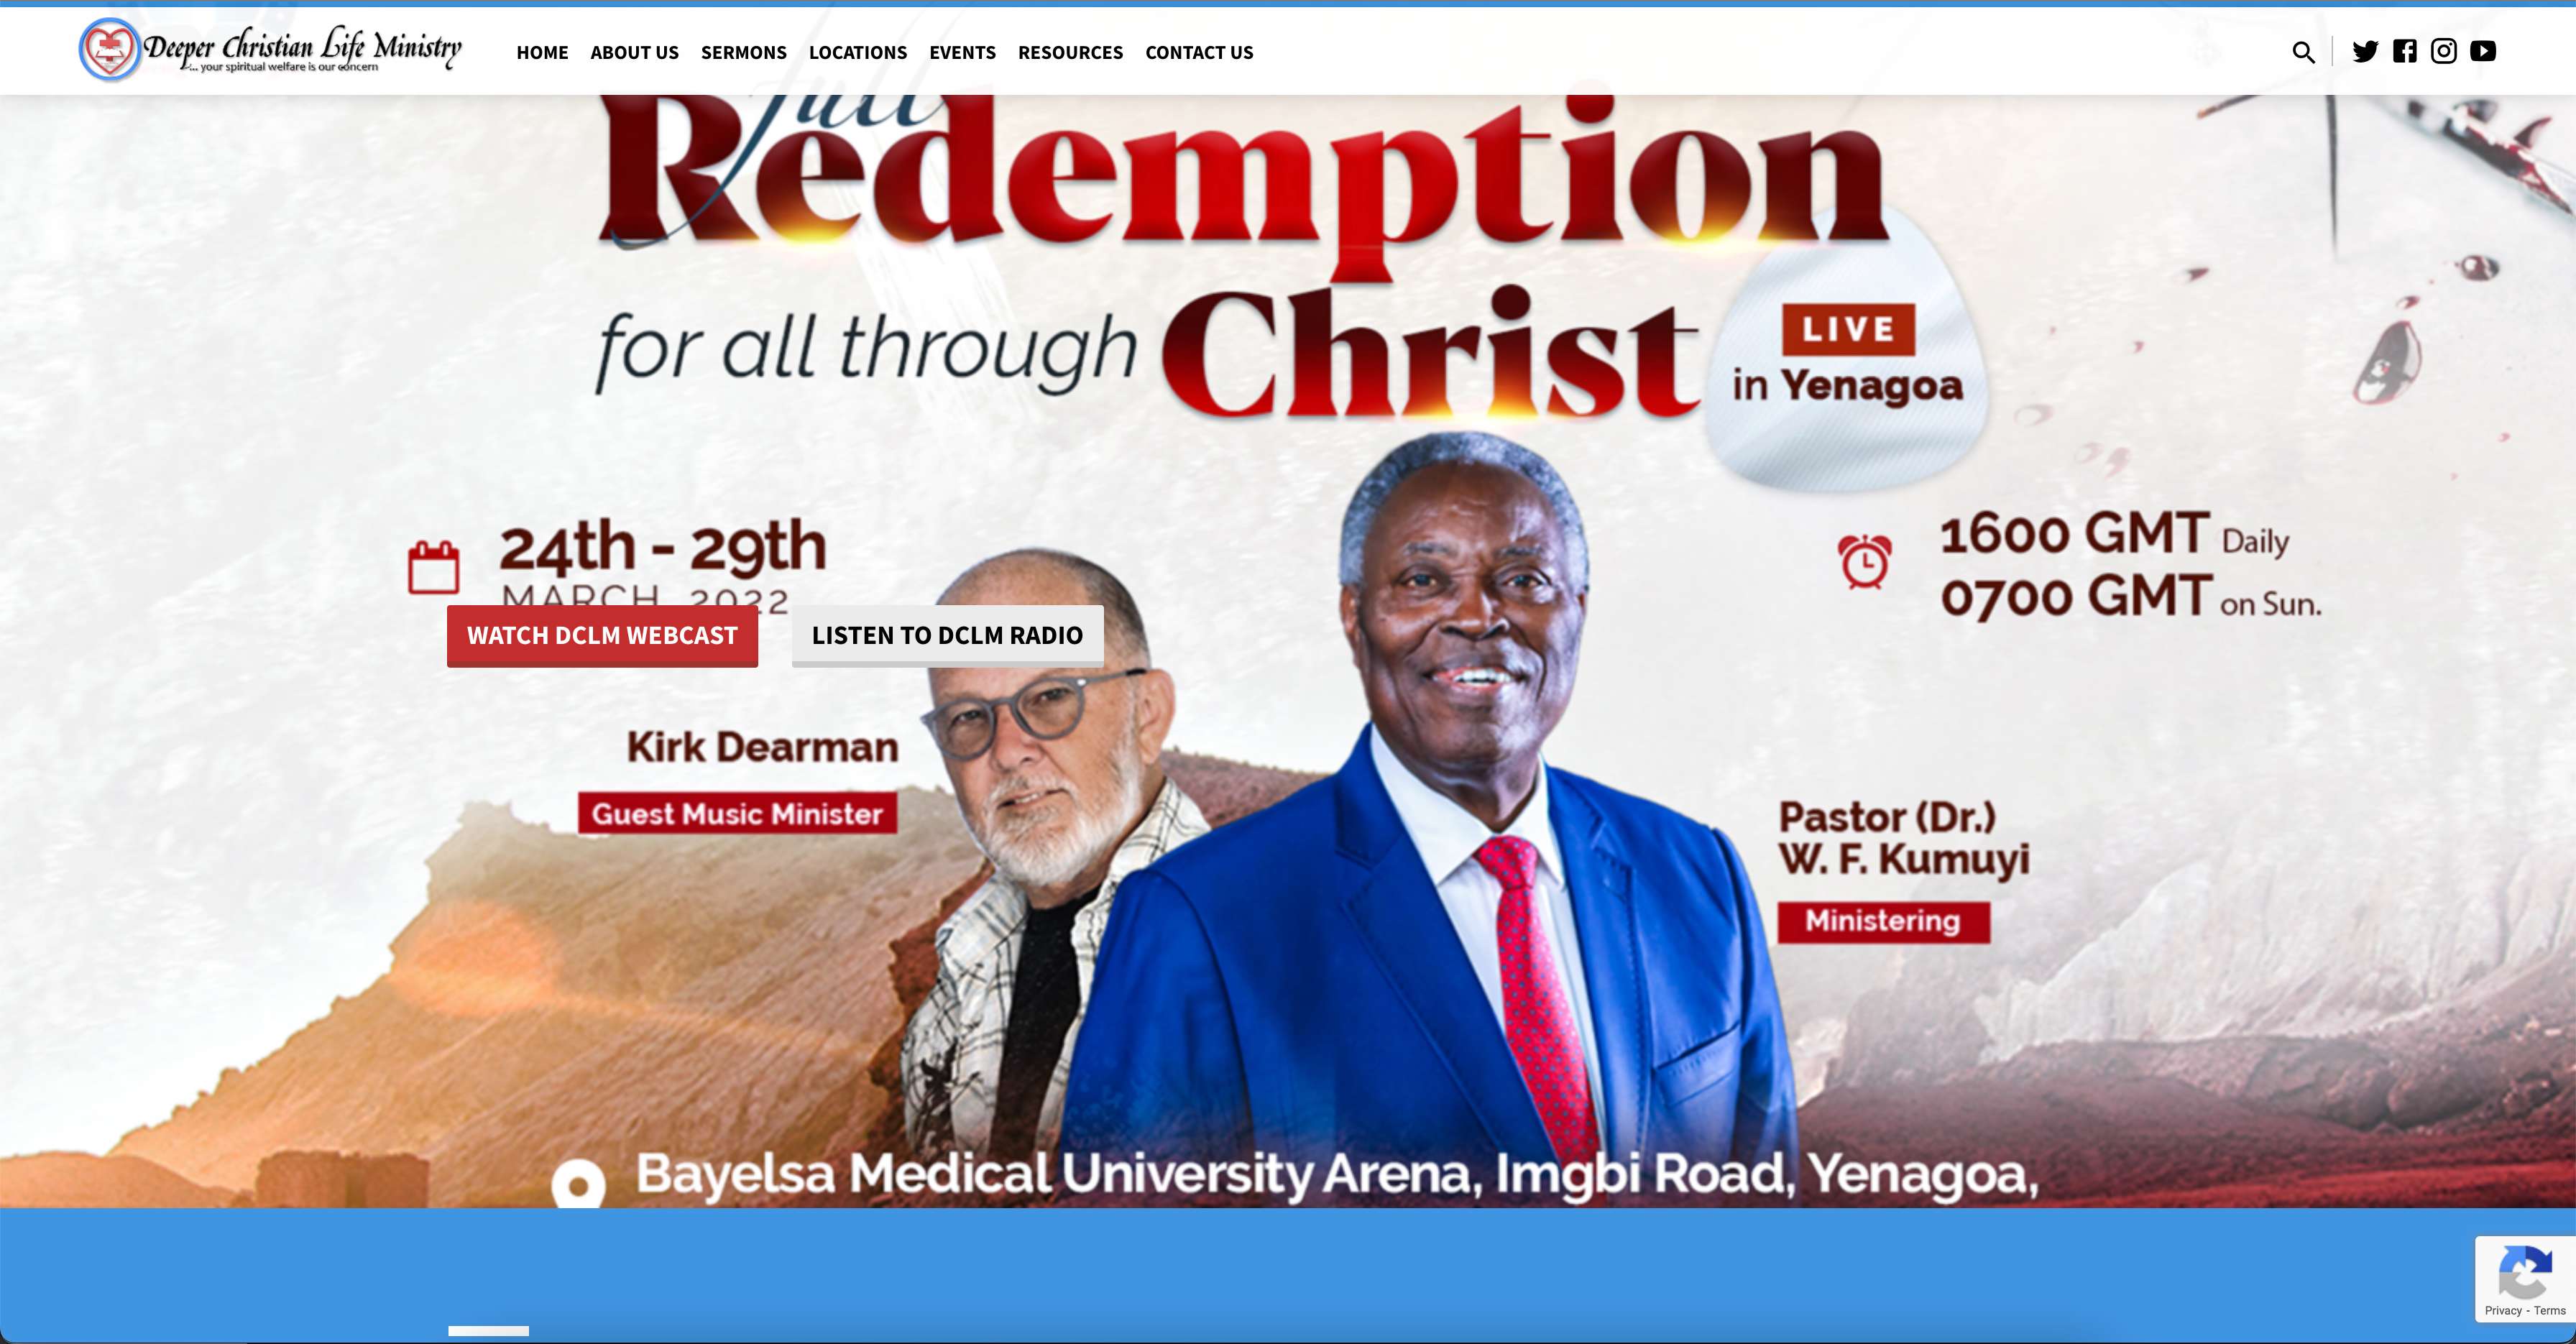 Deeper Christian Life Ministry
... your spiritual welfare is our concern
HOME ABOUT US SERMONS LOCATIONS EVENTS RESOURCES CONTACT US
full
Redemption
for all through Christ
LIVE
in Yenagoa
24th - 29th
MARCH 2022
1600 GMT Daily
0700 GMT on Sun.
WATCH DCLM WEBCAST
LISTEN TO DCLM RADIO
Kirk Dearman
Guest Music Minister
Pastor (Dr.)
W. F. Kumuyi
Ministering
Bayelsa Medical University Arena, Imgbi Road, Yenagoa,
Privacy - Terms